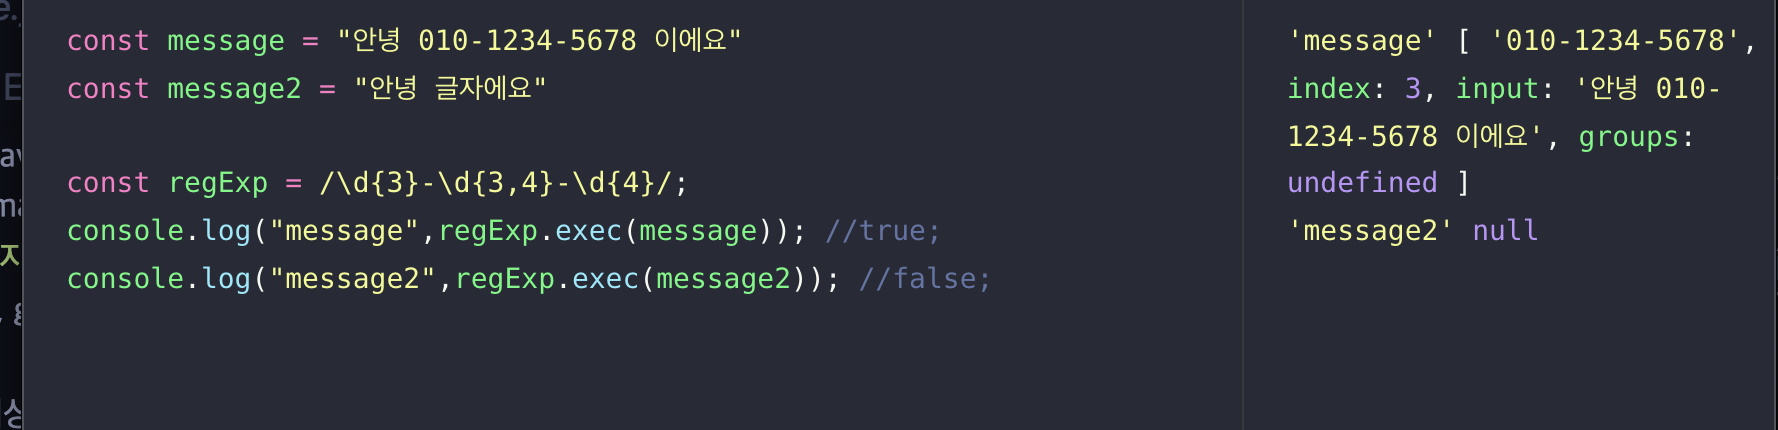 const message = "안녕 010-1234-5678 이에요"
const message2 = "안녕 글자에요"
const regExp = /\d{3}-\d{3,4}-\d{4}/;
console.log("message",regExp.exec(message)); //true;
console.log("message2",regExp.exec(message2)); //false;
'message' [ '010-1234-5678',
index: 3, input: '안녕 010-
1234-5678 이에요', groups:
undefined ]
'message2' null